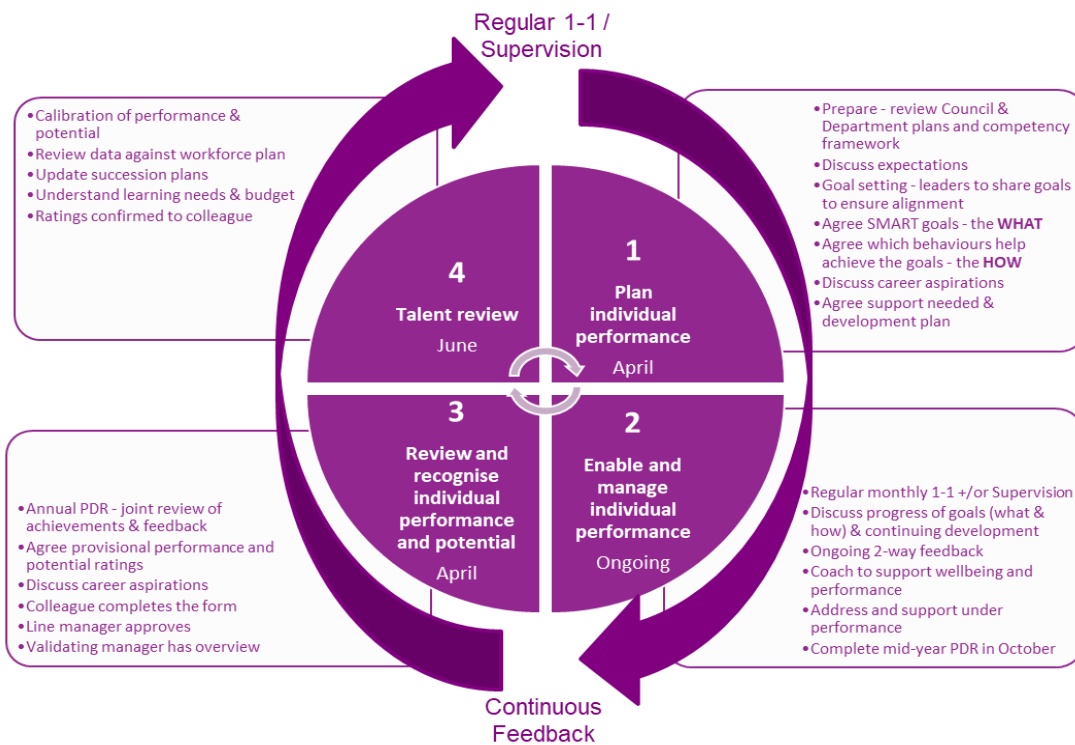 Regular 1-1 /
Supervision
•Calibration of performance &
potential
•Review data against workforce plan
•Update succession plans
•Understand learning needs & budget
•Ratings confirmed to colleague
•Prepare - review Council &
Department plans and competency
framework
•Discuss expectations
•Goal setting - leaders to share goals
to ensure alignment
•Agree SMART goals - the WHAT
•Agree which behaviours help
achieve the goals - the HOW
•Discuss career aspirations
•Agree support needed &
development plan
4
Talent review
June
1
Plan
individual
performance
April
3
Review and
recognise
individual
performance
and potential
April
2
Enable and
manage
individual
performance
Ongoing
•Annual PDR - joint review of
achievements & feedback
•Agree provisional performance and
potential ratings
•Discuss career aspirations
•Colleague completes the form
•Line manager approves
•Validating manager has overview
•Regular monthly 1-1 +/or Supervision
•Discuss progress of goals (what &
how) & continuing development
•Ongoing 2-way feedback
•Coach to support wellbeing and
performance
•Address and support under
performance
•Complete mid-year PDR in October
Continuous
Feedback